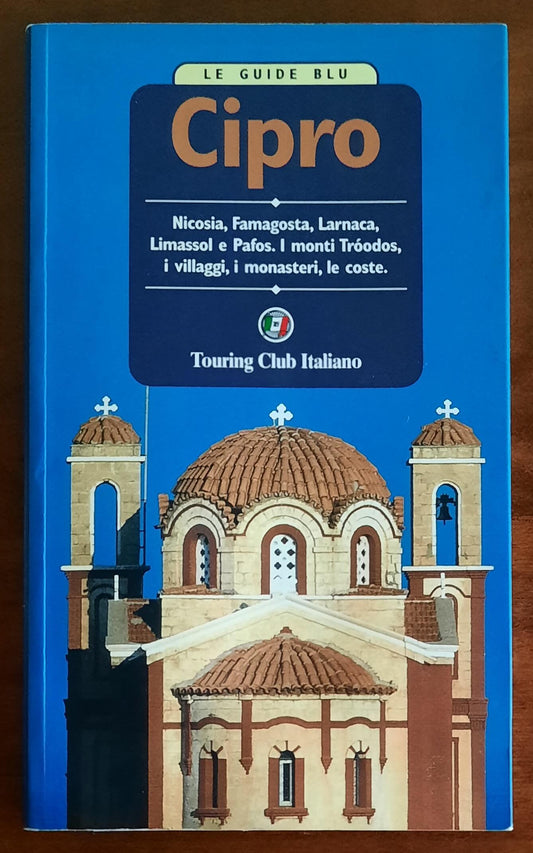 LE GUIDE BLU
Cipro
Nicosia, Famagosta, Larnaca,
Limassol e Pafos. I monti Tróodos,
i villaggi, i monasteri, le coste.
Touring Club Italiano